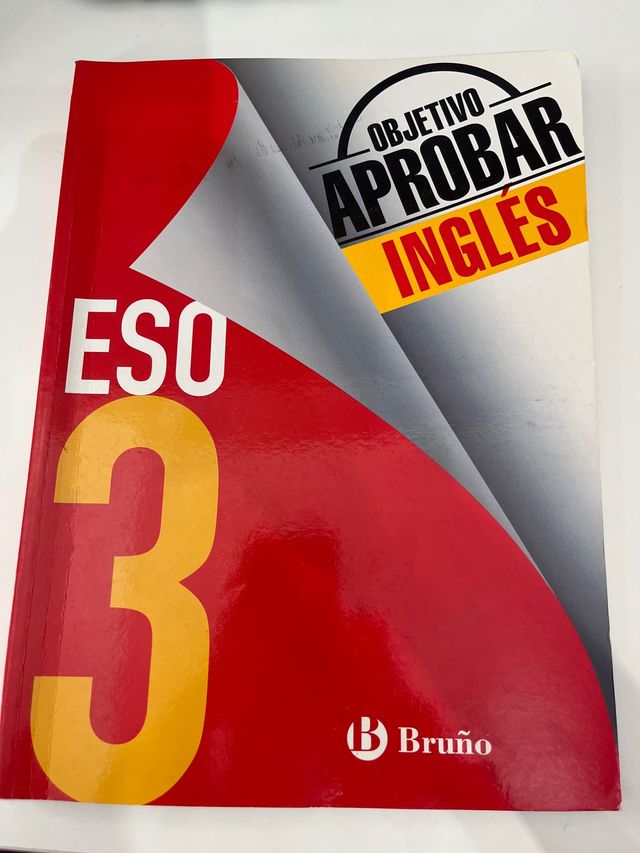 OBJETIVO
APROBAR
INGLÉS
ESO
3
B Bruño